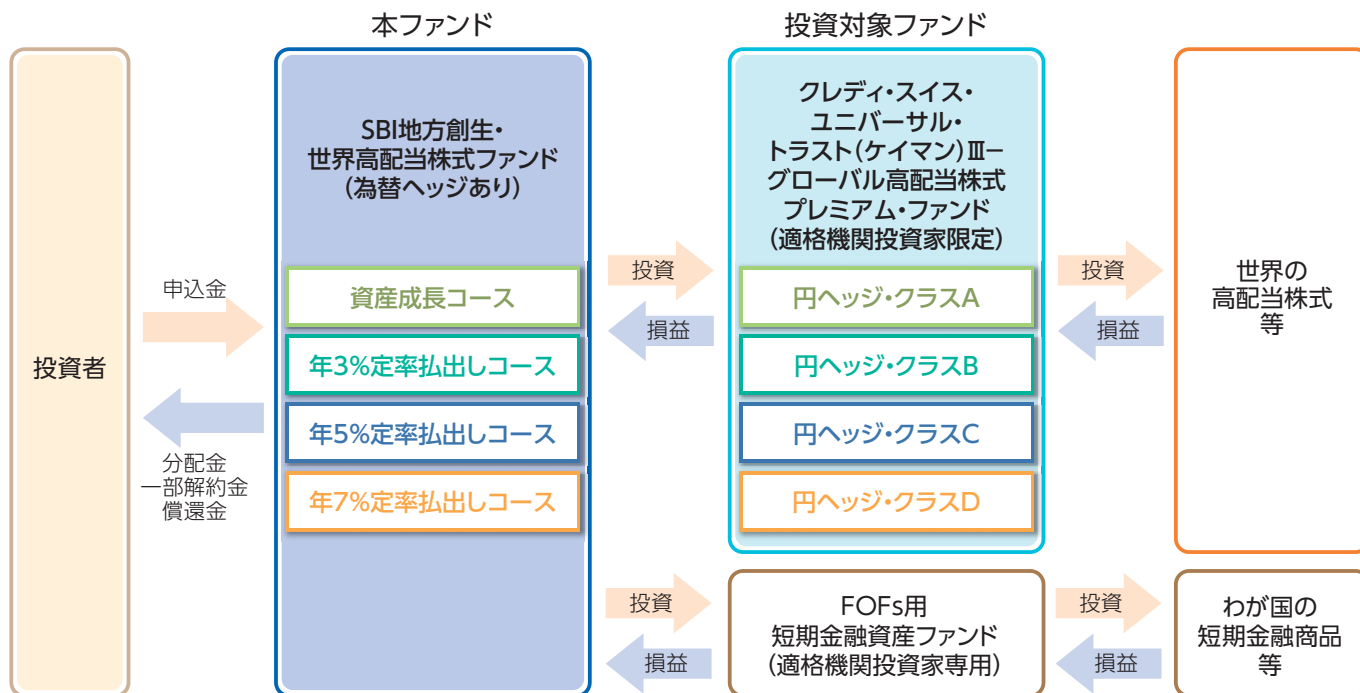 本ファンド
投資対象ファンド
投資者
申込金
分配金
一部解約金
償還金
SBI地方創生・
世界高配当株式ファンド
(為替ヘッジあり)
資産成長コース
年3%定率払出しコース
年5%定率払出しコース
年7%定率払出しコース
投資
損益
クレディ・スイス・
ユニバーサル・
トラスト(ケイマン)Ⅲー
グローバル高配当株式
プレミアム・ファンド
(適格機関投資家限定)
円ヘッジ・クラスA
円ヘッジ・クラスB
円ヘッジ・クラスC
円ヘッジ・クラスD
投資
損益
世界の
高配当株式
等
投資
損益
FOFs用
短期金融資産ファンド
(適格機関投資家専用)
投資
損益
わが国の
短期金融商品
等